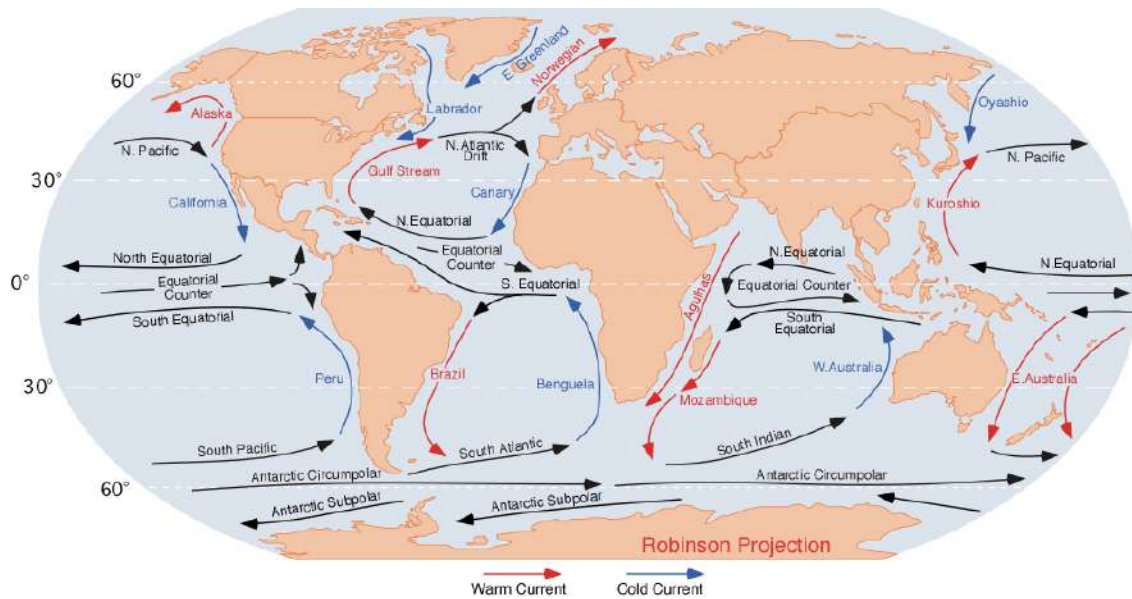 60°
30°
0°
30°
60°
E. Greenland
Norwegian
Labrador
Oyashio
Alaska
N. Pacific
N. Atlantic
Drift
N. Pacific
Gulf Stream
California
Canary
Kuroshio
N.Equatorial
North Equatorial
Equatorial
Counter
N.Equatorial
N.Equatorial
Equatorial
Counter
S. Equatorial
Equatorial Counter
Agulhas
South Equatorial
South
Equatorial
Peru
Brazil
Benguela
Mozambique
W.Australia
E.Australia
South Pacific
South Atlantic
South Indian
Antarctic Circumpolar
Antarctic Circumpolar
Antarctic Subpolar
Antarctic Subpolar
Robinson Projection
Warm Current
Cold Current